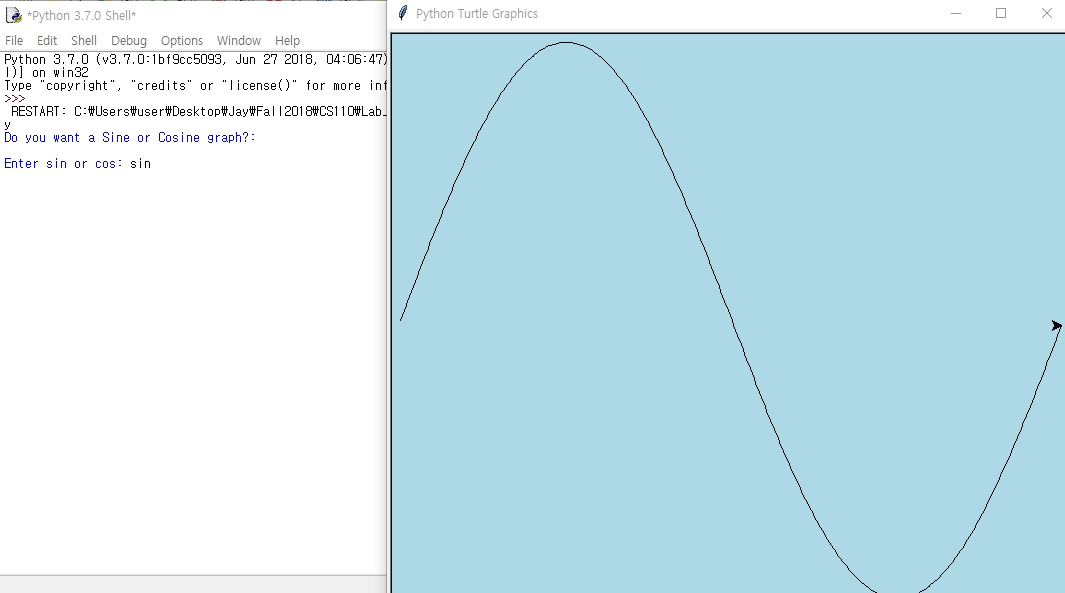 *Python 3.7.0 Shell*
File Edit Shell Debug Options Window Help
Python 3.7.0 (v3.7.0:1bf9cc5093, Jun 27 2018, 04:06:47)
l)] on win32
Type "copyright", "credits" or "license()" for more inf
>>>
RESTART: C:₩Users₩user₩Desktop₩Jay₩Fall2018₩CS110₩Lab_
y
Do you want a Sine or Cosine graph?:
Enter sin or cos: sin
Python Turtle Graphics